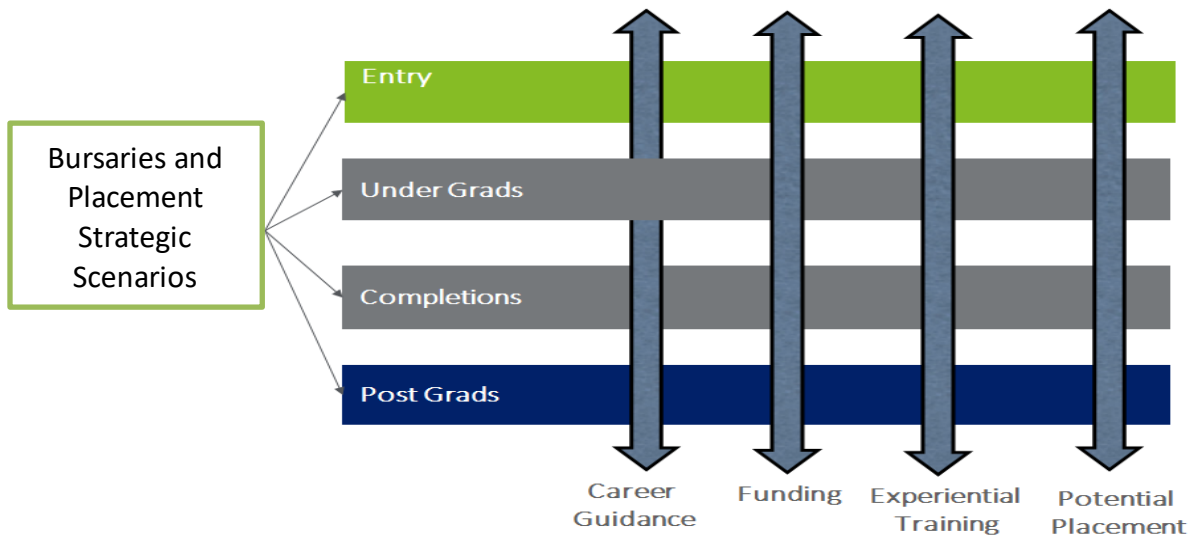 Bursaries and
Placement
Strategic
Scenarios
Entry
Under Grads
Completions
Post Grads
Career
Guidance
Funding
Experiential
Training
Potential
Placement